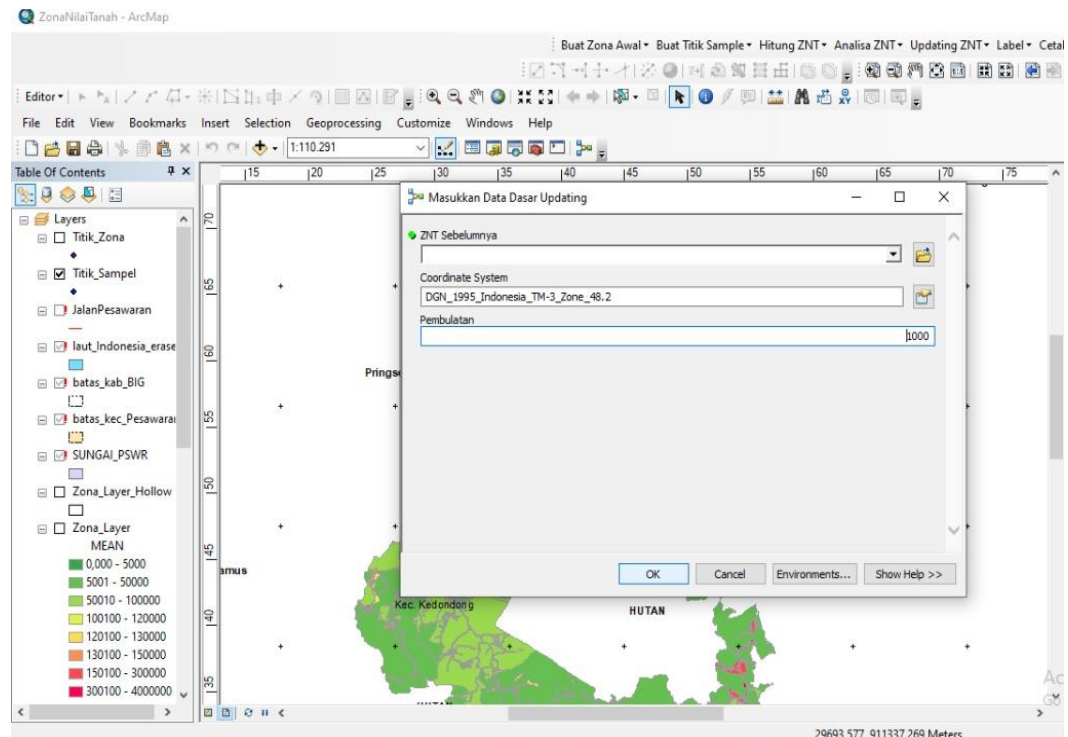 ZonaNilaiTanah - ArcMap
Buat Zona Awal Buat Titik Sample Hitung ZNT Analisa ZNT Updating ZNT Label
Editor
File Edit View Bookmarks Insert Selection Geoprocessing Customize Windows Help
1:110.291
Table Of Contents
15 20 25 30 35 40 45 50 55 60 65 70 75
Layers
Titik_Zona
Titik_Sampel
JalanPesawaran
laut_Indonesia_erase
batas_kab_BIG
batas_kec_Pesawaran
SUNGAI_PSWR
Zona_Layer_Hollow
Zona_Layer
MEAN
0,000 - 5000
5001 - 50000
50010 - 100000
100100 - 120000
120100 - 130000
130100 - 150000
150100 - 300000
300100 - 4000000
70
65
60
55
50
45
40
35
Masukkan Data Dasar Updating
ZNT Sebelumnya
Coordinate System
DGN_1995_Indonesia_TM-3_Zone_48.2
Pembulatan
1000
OK Cancel Environments... Show Help >>
Prings
amus
Kec. Kedondong
HUTAN
29693,577 911337,269 Meters